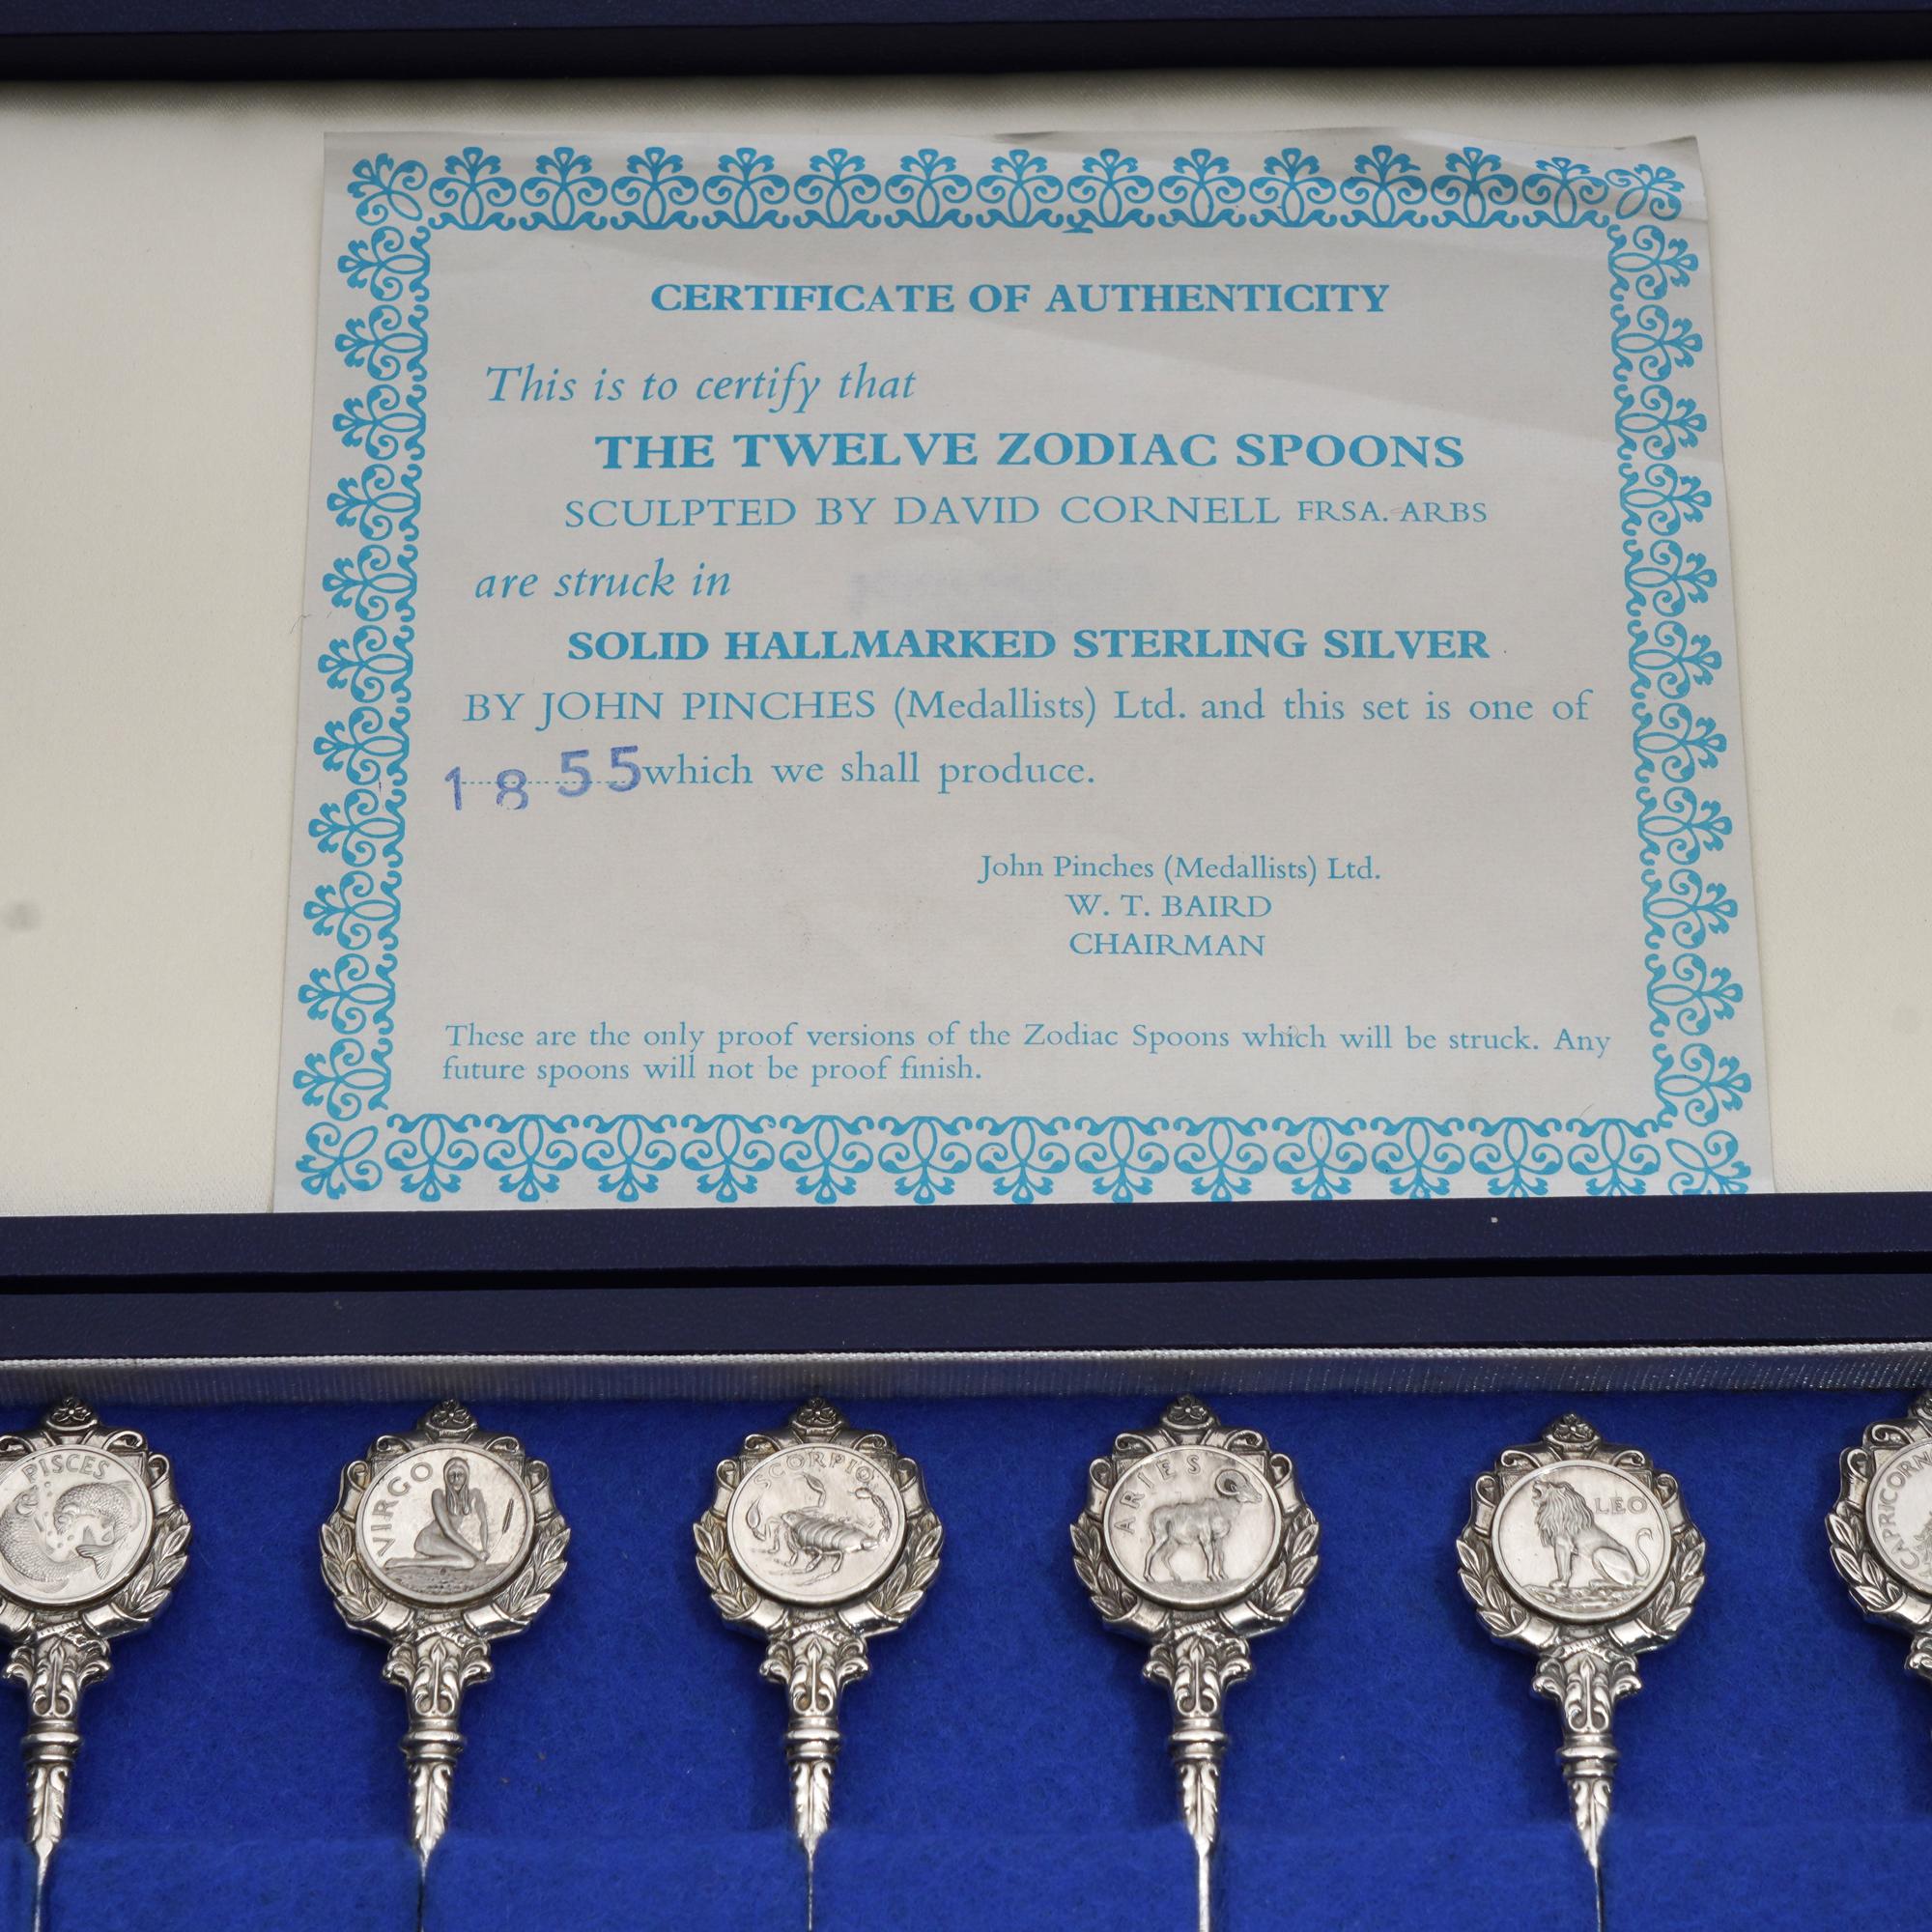 CERTIFICATE OF AUTHENTICITY
This is to certify that
THE TWELVE ZODIAC SPOONS
SCULPTED BY DAVID CORNELL FRSA. ARBS
are struck in
SOLID HALLMARKED STERLING SILVER
BY JOHN PINCHES (Medallists) Ltd. and this set is one of
1855 which we shall produce.
John Pinches (Medallists) Ltd.
W. T. BAIRD
CHAIRMAN
These are the only proof versions of the Zodiac Spoons which will be struck. Any
future spoons will not be proof finish.
PISCES
VIRGO
SCORPIO
ARIES
LEO
CAPRICORN